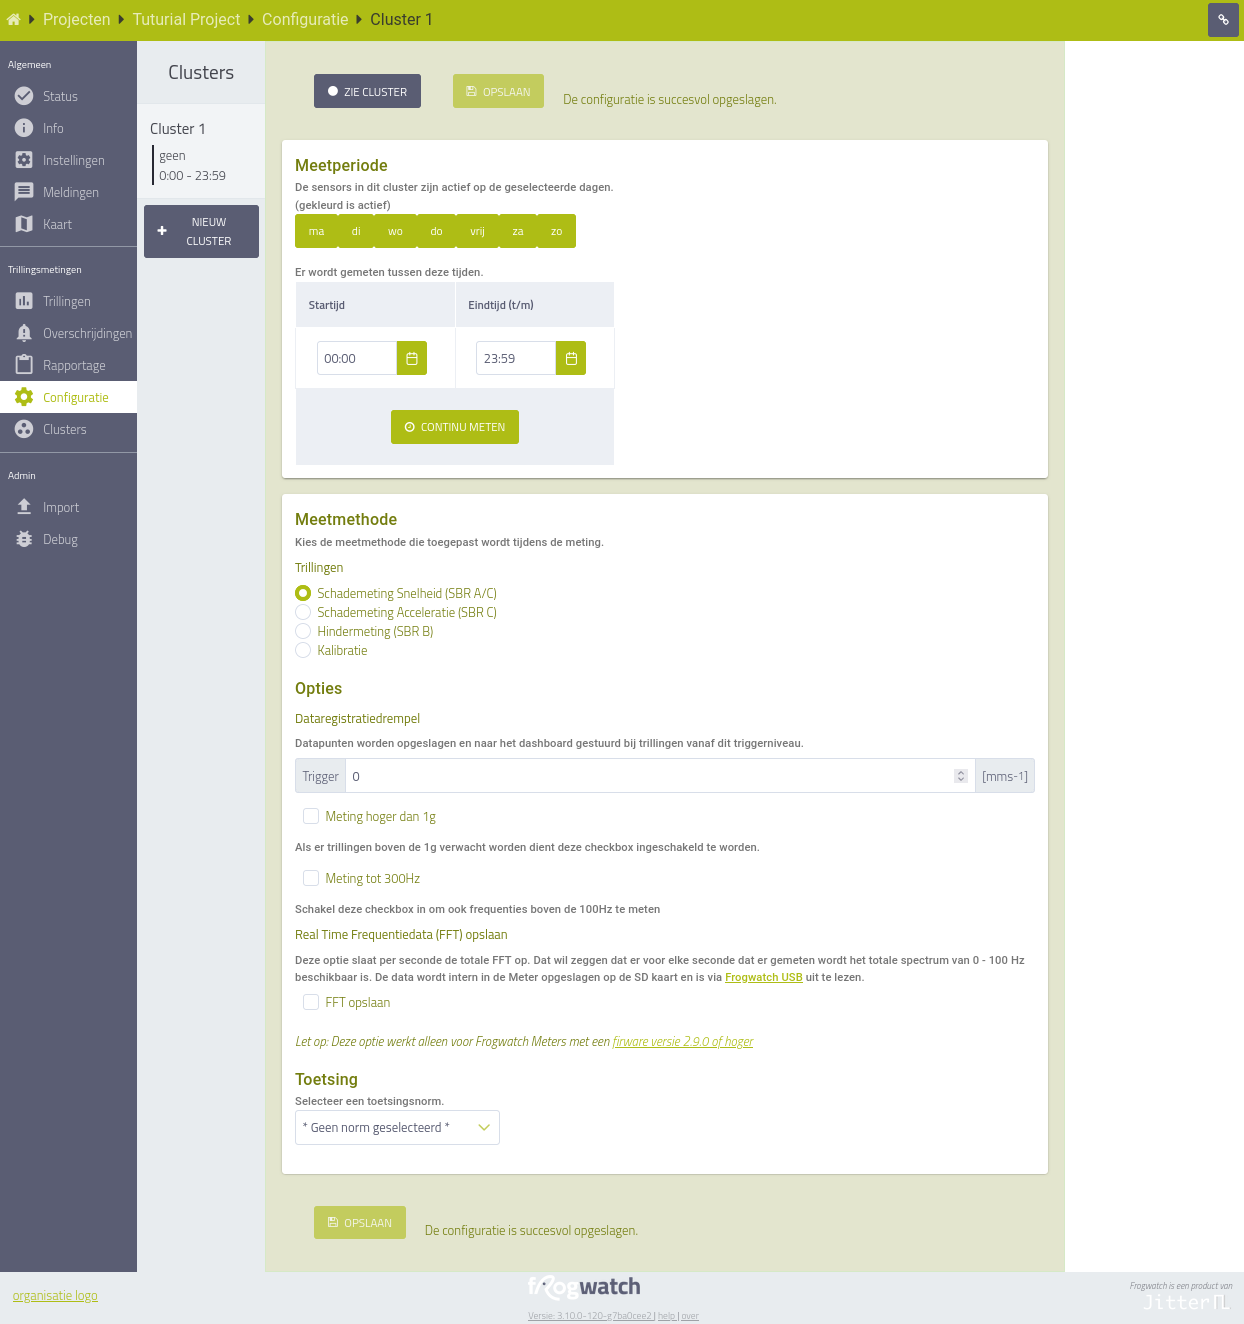 Projecten Tuturial Project Configuratie Cluster 1
Algemeen
Status
Info
Instellingen
Meldingen
Kaart
Trillingsmetingen
Trillingen
Overschrijdingen
Rapportage
Configuratie
Clusters
Admin
Import
Debug
Clusters
Cluster 1
geen
0:00 - 23:59
NIEUW
CLUSTER
ZIE CLUSTER
OPSLAAN
De configuratie is succesvol opgeslagen.
Meetperiode
De sensors in dit cluster zijn actief op de geselecteerde dagen.
(gekleurd is actief)
ma di wo do vrij za zo
Er wordt gemeten tussen deze tijden.
Startijd Eindtijd (t/m)
00:00 23:59
CONTINU METEN
Meetmethode
Kies de meetmethode die toegepast wordt tijdens de meting.
Trillingen
Schademeting Snelheid (SBR A/C)
Schademeting Acceleratie (SBR C)
Hindermeting (SBR B)
Kalibratie
Opties
Dataregistratiedrempel
Datapunten worden opgeslagen en naar het dashboard gestuurd bij trillingen vanaf dit triggerniveau.
Trigger 0 [mms-1]
Meting hoger dan 1g
Als er trillingen boven de 1g verwacht worden dient deze checkbox ingeschakeld te worden.
Meting tot 300Hz
Schakel deze checkbox in om ook frequenties boven de 100Hz te meten
Real Time Frequentiedata (FFT) opslaan
Deze optie slaat per seconde de totale FFT op. Dat wil zeggen dat er voor elke seconde dat er gemeten wordt het totale spectrum van 0 - 100 Hz
beschikbaar is. De data wordt intern in de Meter opgeslagen op de SD kaart en is via Frogwatch USB uit te lezen.
FFT opslaan
Let op: Deze optie werkt alleen voor Frogwatch Meters met een firware versie 2.9.0 of hoger
Toetsing
Selecteer een toetsingsnorm.
* Geen norm geselecteerd *
OPSLAAN
De configuratie is succesvol opgeslagen.
organisatie logo
frogwatch
Versie: 3.10.0-120-g7ba0cee2 | help | over
Frogwatch is een product van
Jitter